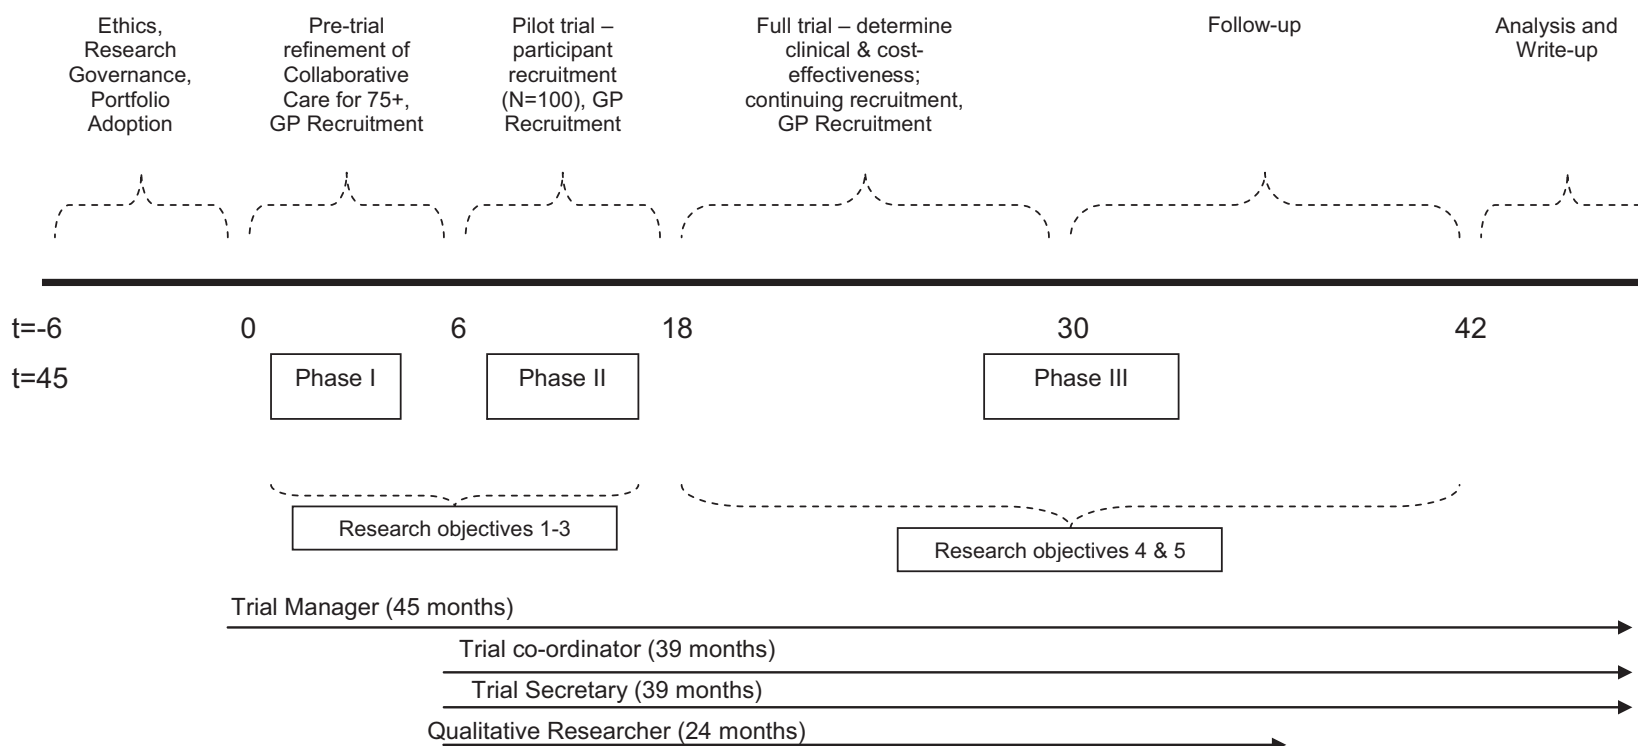 Ethics,
Research
Governance,
Portfolio
Adoption
Pre-trial
refinement of
Collaborative
Care for 75+,
GP Recruitment
Pilot trial –
participant
recruitment
(N=100), GP
Recruitment
Full trial – determine
clinical & cost-
effectiveness;
continuing recruitment,
GP Recruitment
Follow-up
Analysis and
Write-up
t=-6 0 6 18 30 42
t=45
Phase I
Phase II
Phase III
Research objectives 1-3
Research objectives 4 & 5
Trial Manager (45 months)
Trial co-ordinator (39 months)
Trial Secretary (39 months)
Qualitative Researcher (24 months)